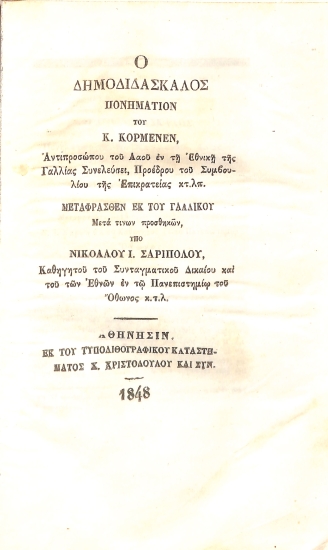 Ο
ΔΗΜΟΔΙΔΑΣΚΑΛΟΣ
ΠΟΝΗΜΑΤΙΟΝ
ΤΟΥ
Κ. ΚΟΡΜΕΝΕΝ,
Ἀντιπροσώπου τοῦ Λαοῦ ἐν τῇ Ἐθνικῇ τῆς
Γαλλίας Συνελεύσει, Προέδρου τοῦ Συμβου-
λίου τῆς Ἐπικρατείας κτ.λπ.
ΜΕΤΑΦΡΑΣΘΕΝ ΕΚ ΤΟΥ ΓΑΛΛΙΚΟΥ
Μετά τινων προσθηκῶν,
ΥΠΟ
ΝΙΚΟΛΑΟΥ Ι. ΣΑΡΙΠΟΛΟΥ,
Καθηγητοῦ τοῦ Συνταγματικοῦ Δικαίου καὶ
τοῦ τῶν Ἐθνῶν ἐν τῷ Πανεπιστημίῳ τοῦ
Ὄθωνος κ.τ.λ.
ΑΘΗΝΗΣΙΝ.
ΕΚ ΤΟΥ ΤΥΠΟΛΙΘΟΓΡΑΦΙΚΟΥ ΚΑΤΑΣΤΗ-
ΜΑΤΟΣ Χ. ΧΡΙΣΤΟΔΟΥΛΟΥ ΚΑΙ ΣΥΝ.
1848